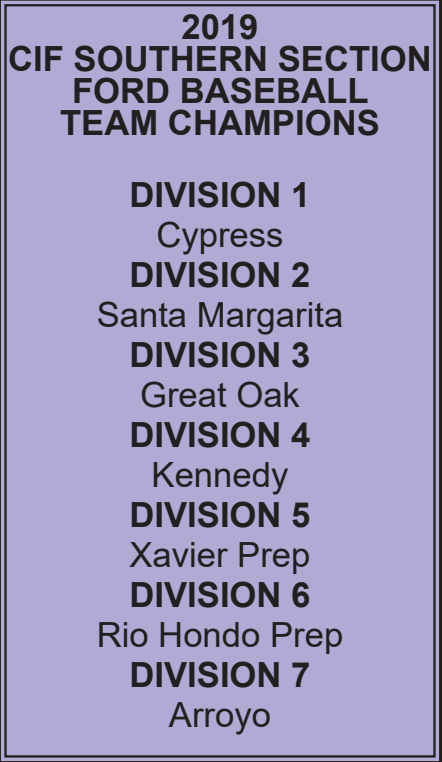 2019
CIF SOUTHERN SECTION
FORD BASEBALL
TEAM CHAMPIONS
DIVISION 1
Cypress
DIVISION 2
Santa Margarita
DIVISION 3
Great Oak
DIVISION 4
Kennedy
DIVISION 5
Xavier Prep
DIVISION 6
Rio Hondo Prep
DIVISION 7
Arroyo